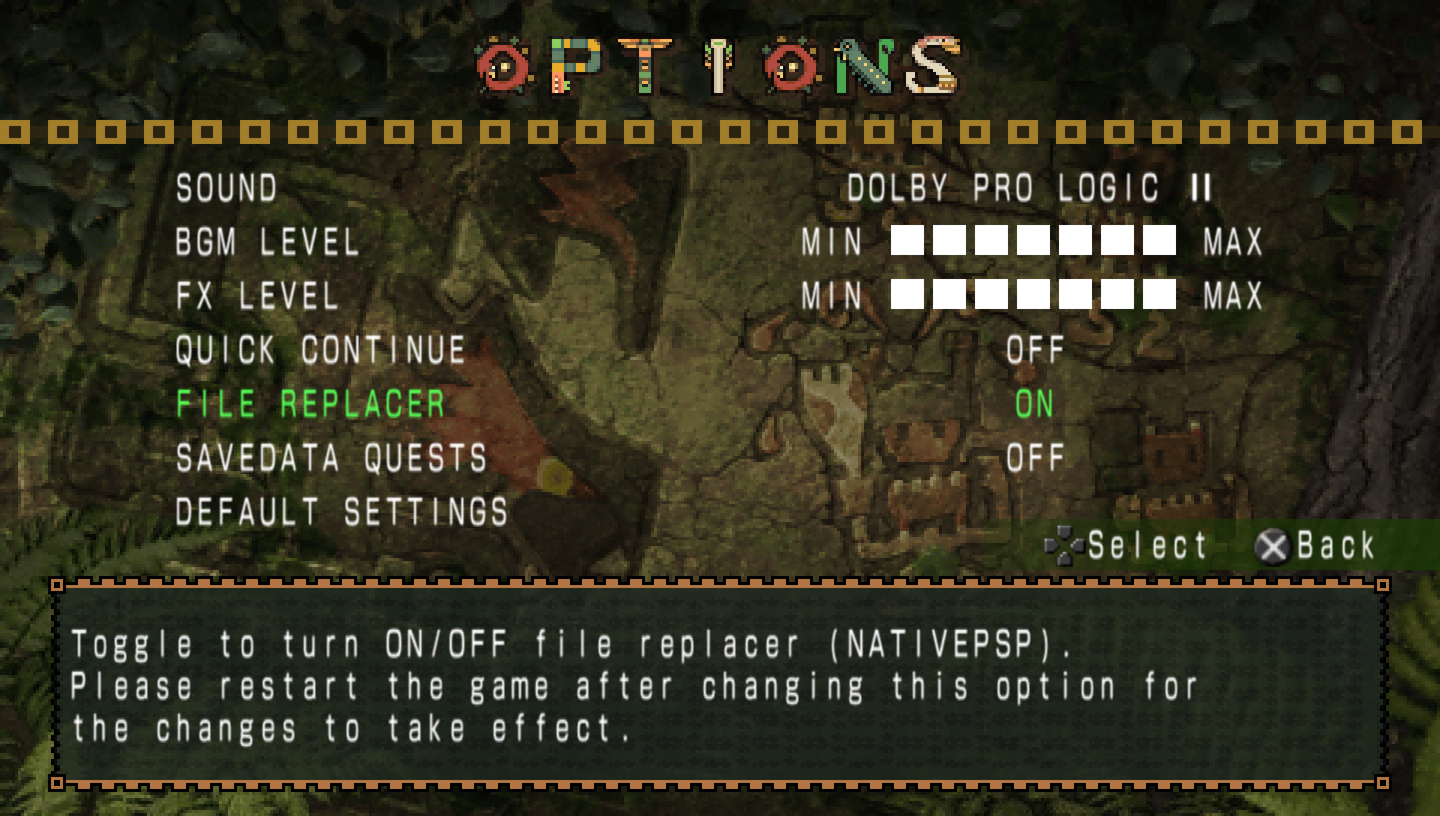 OPTIONS
SOUND DOLBY PRO LOGIC II
BGM LEVEL MIN MAX
FX LEVEL MIN MAX
QUICK CONTINUE OFF
FILE REPLACER ON
SAVEDATA QUESTS OFF
DEFAULT SETTINGS
Select Back
Toggle to turn ON/OFF file replacer (NATIVEPSP).
Please restart the game after changing this option for
the changes to take effect.